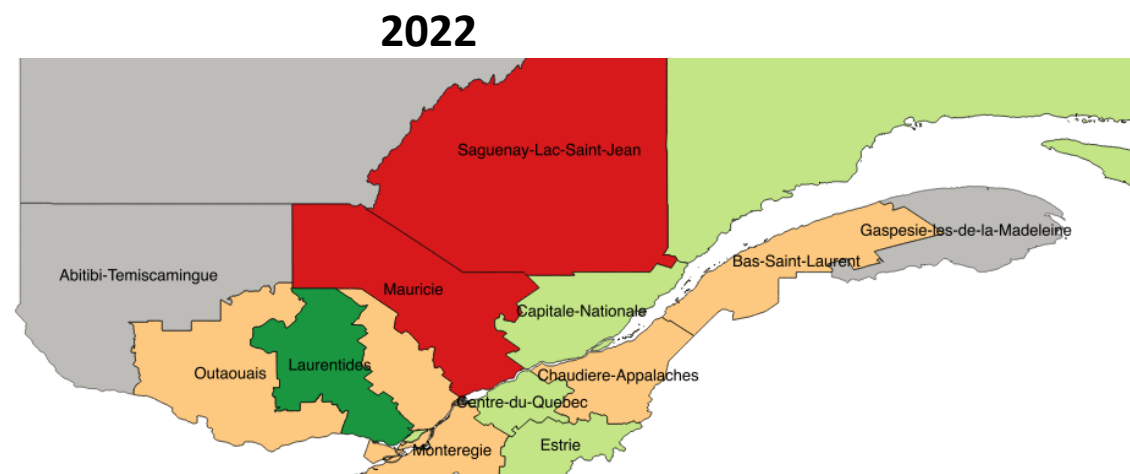 2022
Saguenay-Lac-Saint-Jean
Gaspesie-Iles-de-la-Madeleine
Bas-Saint-Laurent
Abitibi-Temiscamingue
Mauricie
Capitale-Nationale
Laurentides
Outaouais
Chaudiere-Appalaches
Centre-du-Quebec
Estrie
Monteregie